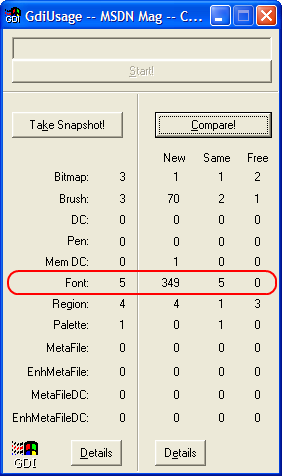 GDI GdiUsage -- MSDN Mag -- C...
Start!
Take Snapshot! Compare!
New Same Free
Bitmap: 3 1 1 2
Brush: 3 70 2 1
DC: 0 0 0 0
Pen: 0 0 0 0
Mem DC: 0 1 0 0
Font: 5 349 5 0
Region: 4 4 1 3
Palette: 1 0 1 0
MetaFile: 0 0 0 0
EnhMetaFile: 0 0 0 0
MetaFileDC: 0 0 0 0
EnhMetaFileDC: 0 0 0 0
GDI Details Details